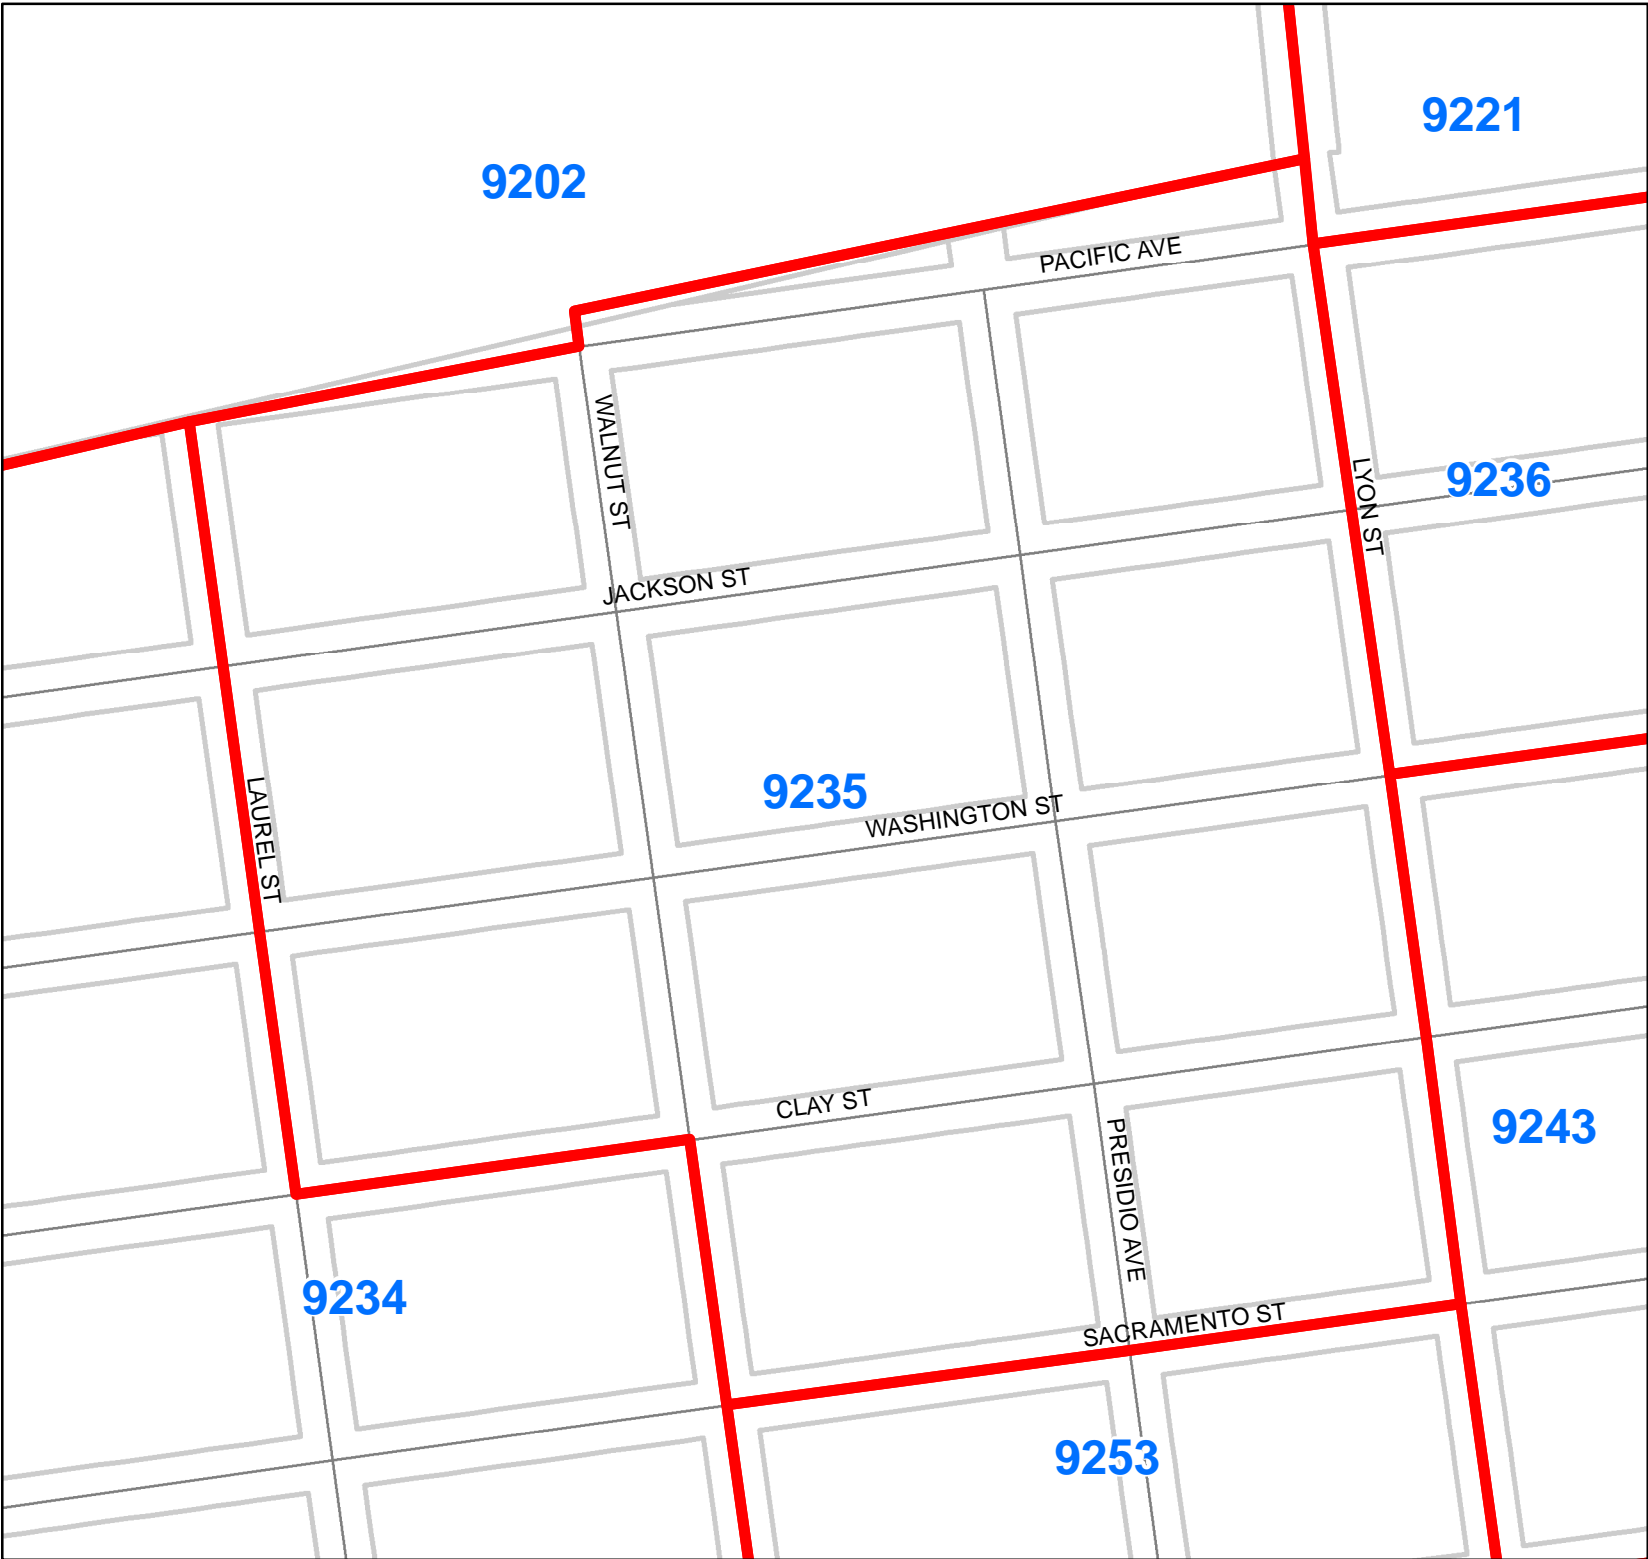 9221
9202
PACIFIC AVE
WALNUT ST
LYON ST
9236
JACKSON ST
9235
WASHINGTON ST
LAUREL ST
CLAY ST
9243
PRESIDIO AVE
9234
SACRAMENTO ST
9253